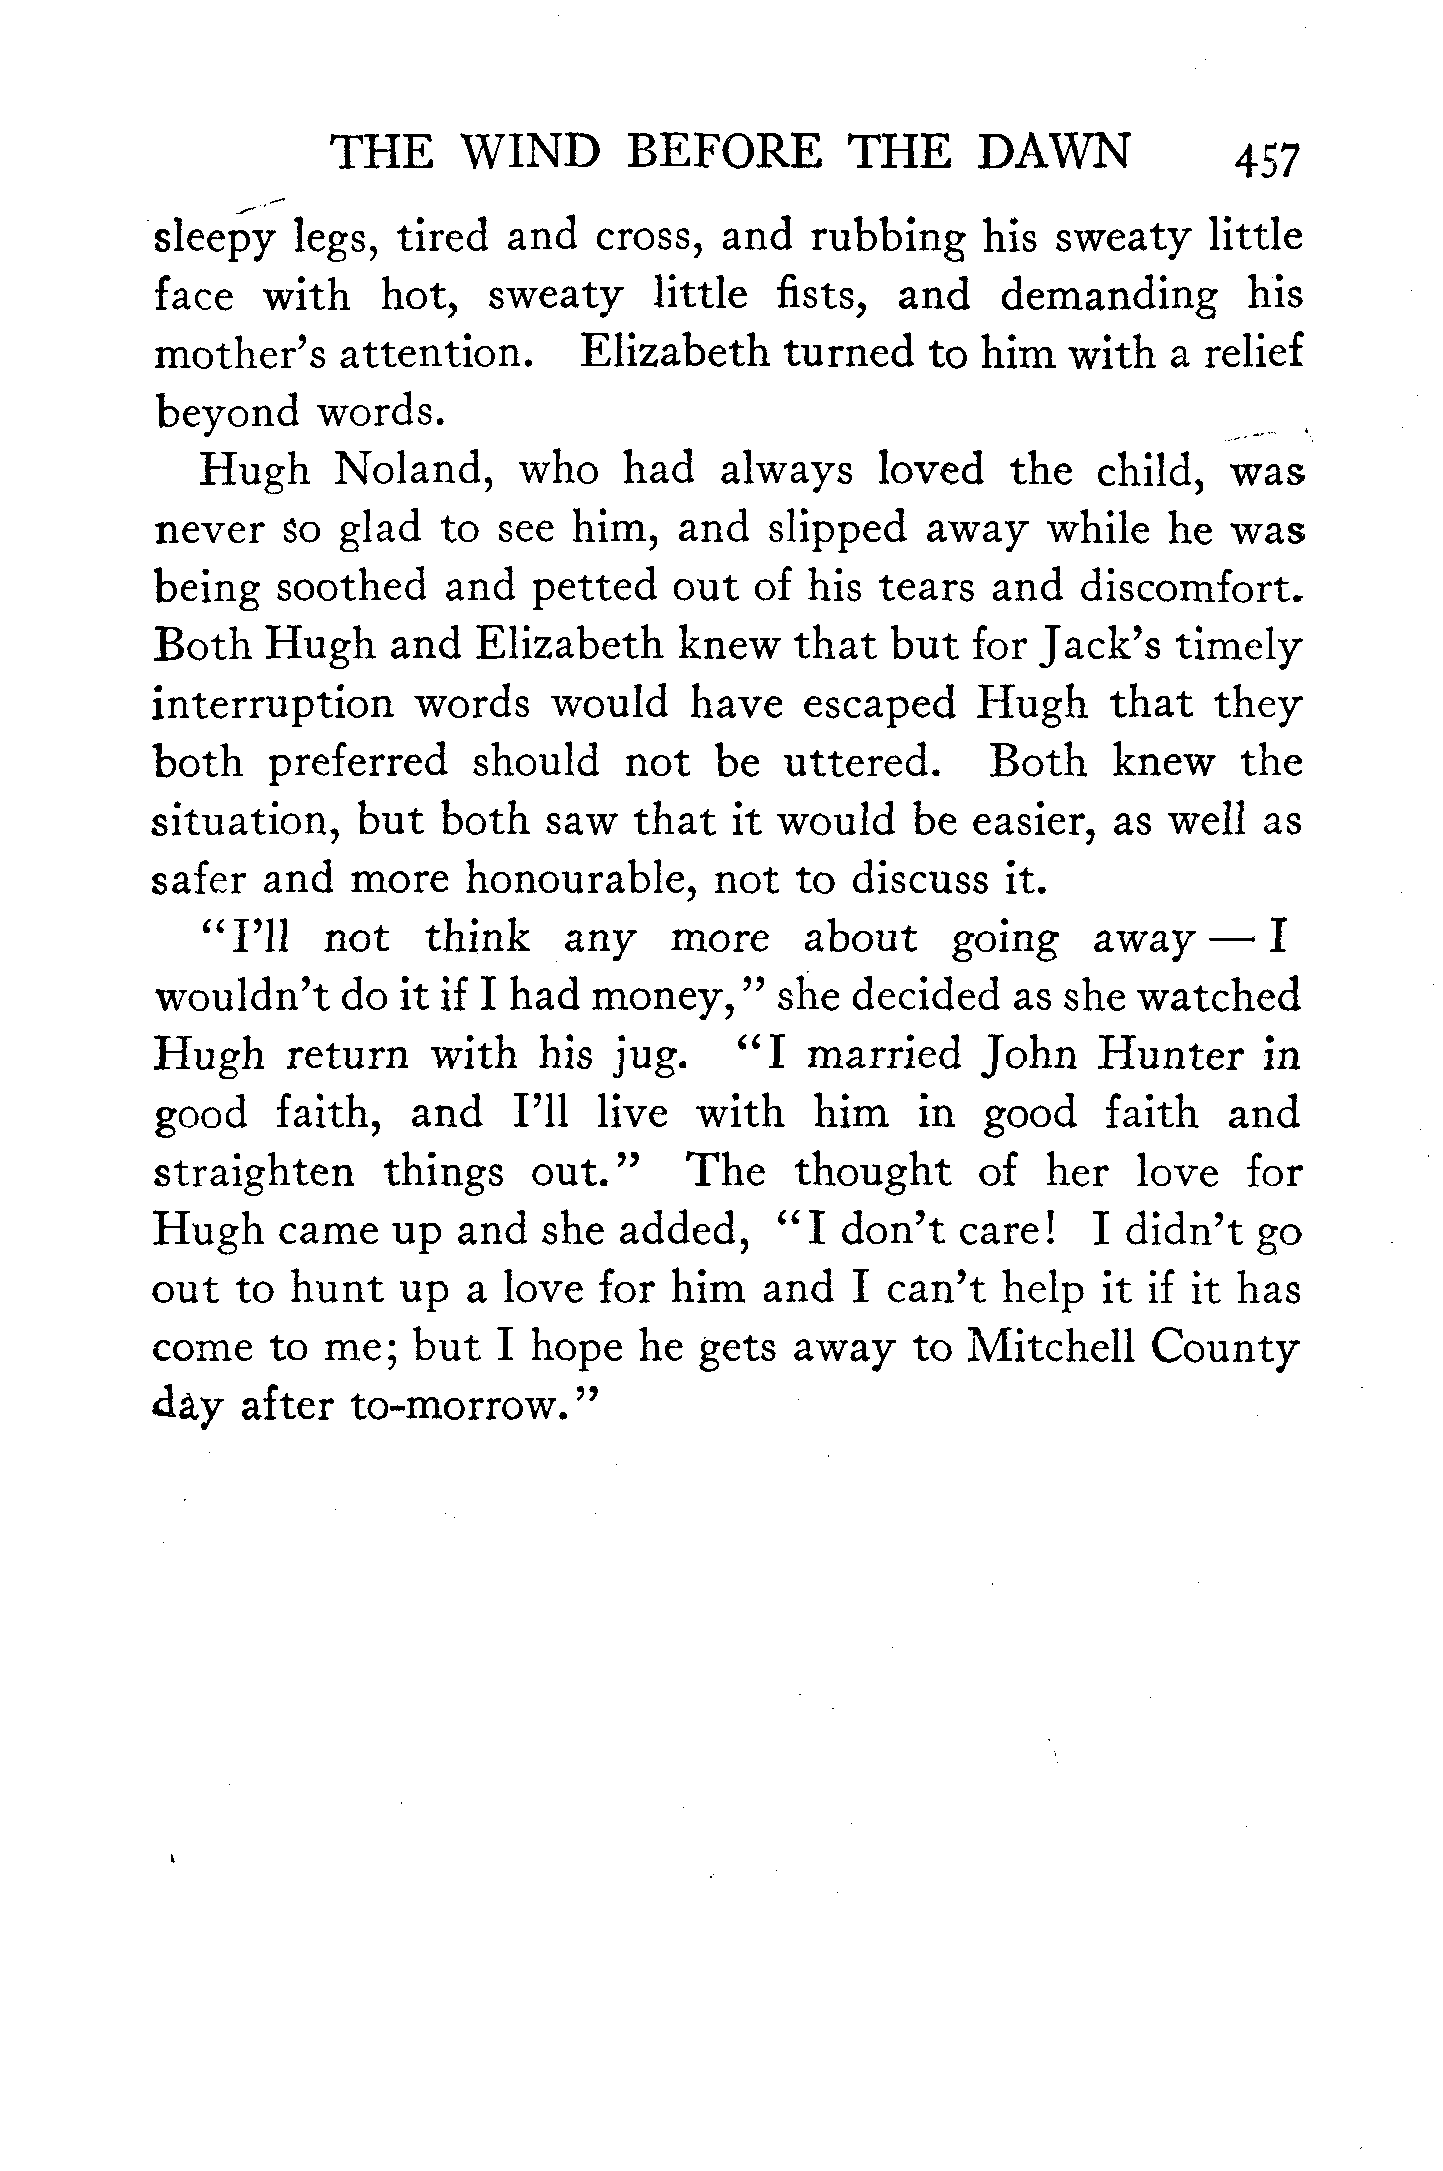 THE WIND BEFORE THE DAWN 457
sleepy legs, tired and cross, and rubbing his sweaty little
face with hot, sweaty little fists, and demanding his
mother's attention. Elizabeth turned to him with a relief
beyond words.
Hugh Noland, who had always loved the child, was
never so glad to see him, and slipped away while he was
being soothed and petted out of his tears and discomfort.
Both Hugh and Elizabeth knew that but for Jack's timely
interruption words would have escaped Hugh that they
both preferred should not be uttered. Both knew the
situation, but both saw that it would be easier, as well as
safer and more honourable, not to discuss it.
"I'll not think any more about going away — I
wouldn't do it if I had money," she decided as she watched
Hugh return with his jug. "I married John Hunter in
good faith, and I'll live with him in good faith and
straighten things out." The thought of her love for
Hugh came up and she added, "I don't care! I didn't go
out to hunt up a love for him and I can't help it if it has
come to me; but I hope he gets away to Mitchell County
day after to-morrow."